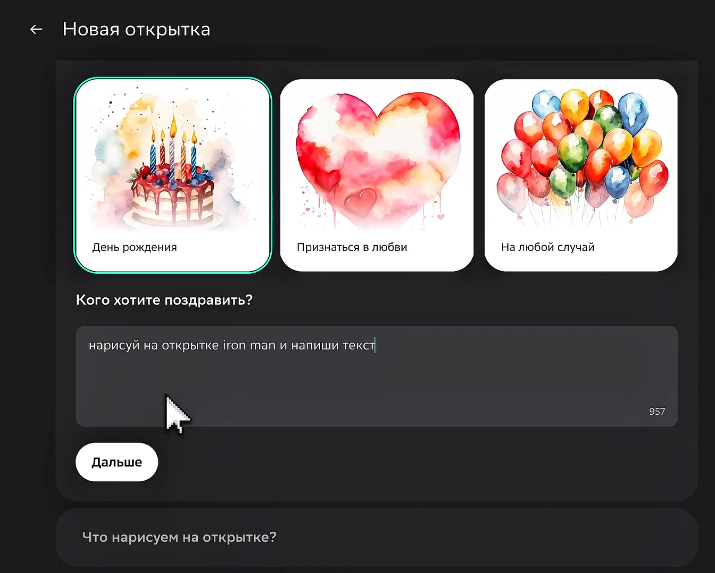 Новая открытка
День рождения
Признаться в любви
На любой случай
Кого хотите поздравить?
нарисуй на открытке iron man и напиши текст
957
Дальше
Что нарисуем на открытке?